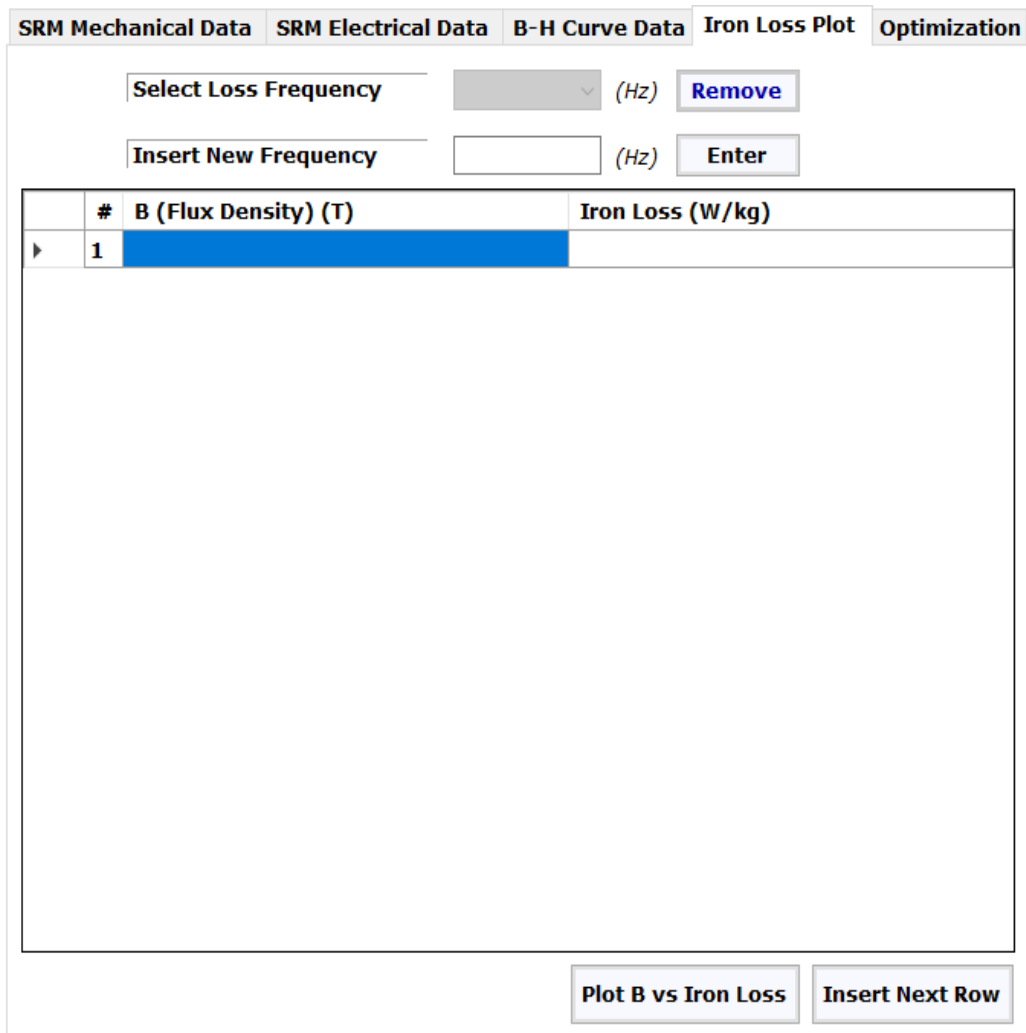 SRM Mechanical Data SRM Electrical Data B-H Curve Data Iron Loss Plot Optimization
Select Loss Frequency (Hz) Remove
Insert New Frequency (Hz) Enter
# B (Flux Density) (T) Iron Loss (W/kg)
1
Plot B vs Iron Loss Insert Next Row